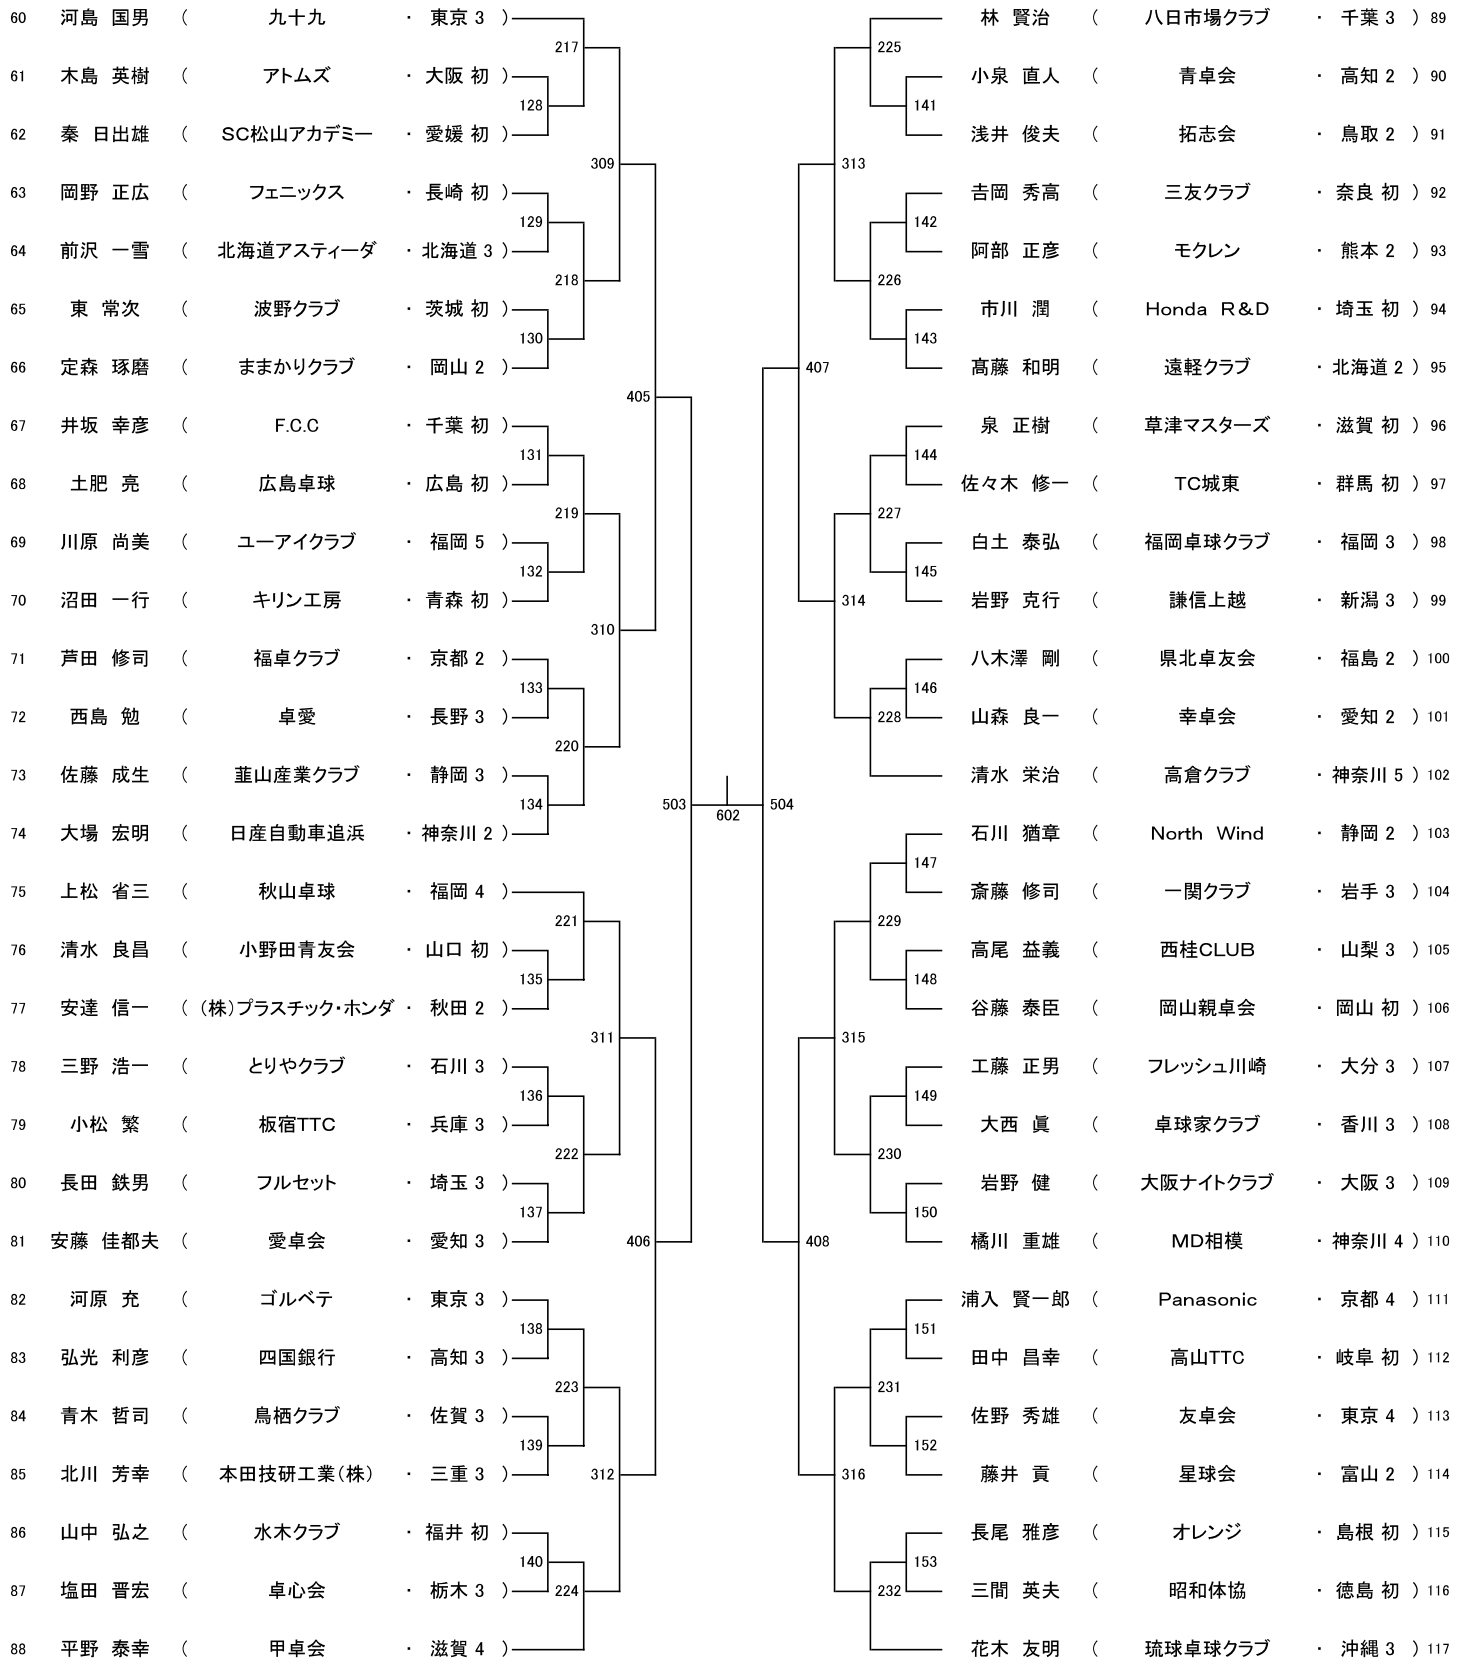 60 河島 国男 ( 九十九 ・ 東京 3 )
217
61 木島 英樹 ( アトムズ ・ 大阪 初 )
128
62 秦 日出雄 ( SC松山アカデミー ・ 愛媛 初 )
309
63 岡野 正広 ( フェニックス ・ 長崎 初 )
129
64 前沢 一雪 ( 北海道アスティーダ ・ 北海道 3 )
218
65 東 常次 ( 波野クラブ ・ 茨城 初 )
130
66 定森 琢磨 ( ままかりクラブ ・ 岡山 2 )
405
67 井坂 幸彦 ( F.C.C ・ 千葉 初 )
131
68 土肥 亮 ( 広島卓球 ・ 広島 初 )
219
69 川原 尚美 ( ユーアイクラブ ・ 福岡 5 )
132
70 沼田 一行 ( キリン工房 ・ 青森 初 )
310
71 芦田 修司 ( 福卓クラブ ・ 京都 2 )
133
72 西島 勉 ( 卓愛 ・ 長野 3 )
220
73 佐藤 成生 ( 韮山産業クラブ ・ 静岡 3 )
134
74 大場 宏明 ( 日産自動車追浜 ・ 神奈川 2 )
503
602
504
75 上松 省三 ( 秋山卓球 ・ 福岡 4 )
221
76 清水 良昌 ( 小野田青友会 ・ 山口 初 )
135
77 安達 信一 ( (株)プラスチック・ホンダ ・ 秋田 2 )
311
78 三野 浩一 ( とりやクラブ ・ 石川 3 )
136
79 小松 繁 ( 板宿TTC ・ 兵庫 3 )
222
80 長田 鉄男 ( フルセット ・ 埼玉 3 )
137
81 安藤 佳都夫 ( 愛卓会 ・ 愛知 3 )
406
82 河原 充 ( ゴルベテ ・ 東京 3 )
138
83 弘光 利彦 ( 四国銀行 ・ 高知 3 )
223
84 青木 哲司 ( 鳥栖クラブ ・ 佐賀 3 )
139
85 北川 芳幸 ( 本田技研工業(株) ・ 三重 3 )
312
86 山中 弘之 ( 水木クラブ ・ 福井 初 )
140
87 塩田 晋宏 ( 卓心会 ・ 栃木 3 )
224
88 平野 泰幸 ( 甲卓会 ・ 滋賀 4 )
林 賢治 ( 八日市場クラブ ・ 千葉 3 ) 89
225
小泉 直人 ( 青卓会 ・ 高知 2 ) 90
141
浅井 俊夫 ( 拓志会 ・ 鳥取 2 ) 91
313
吉岡 秀高 ( 三友クラブ ・ 奈良 初 ) 92
142
阿部 正彦 ( モクレン ・ 熊本 2 ) 93
226
市川 潤 ( Honda R&D ・ 埼玉 初 ) 94
143
髙藤 和明 ( 遠軽クラブ ・ 北海道 2 ) 95
407
泉 正樹 ( 草津マスターズ ・ 滋賀 初 ) 96
144
佐々木 修一 ( TC城東 ・ 群馬 初 ) 97
227
白土 泰弘 ( 福岡卓球クラブ ・ 福岡 3 ) 98
145
岩野 克行 ( 謙信上越 ・ 新潟 3 ) 99
314
八木澤 剛 ( 県北卓友会 ・ 福島 2 ) 100
146
山森 良一 ( 幸卓会 ・ 愛知 2 ) 101
228
清水 栄治 ( 高倉クラブ ・ 神奈川 5 ) 102
石川 猶章 ( North Wind ・ 静岡 2 ) 103
147
斎藤 修司 ( 一関クラブ ・ 岩手 3 ) 104
229
高尾 益義 ( 西桂CLUB ・ 山梨 3 ) 105
148
谷藤 泰臣 ( 岡山親卓会 ・ 岡山 初 ) 106
315
工藤 正男 ( フレッシュ川崎 ・ 大分 3 ) 107
149
大西 眞 ( 卓球家クラブ ・ 香川 3 ) 108
230
岩野 健 ( 大阪ナイトクラブ ・ 大阪 3 ) 109
150
橘川 重雄 ( MD相模 ・ 神奈川 4 ) 110
408
浦入 賢一郎 ( Panasonic ・ 京都 4 ) 111
151
田中 昌幸 ( 高山TTC ・ 岐阜 初 ) 112
231
佐野 秀雄 ( 友卓会 ・ 東京 4 ) 113
152
藤井 貢 ( 星球会 ・ 富山 2 ) 114
316
長尾 雅彦 ( オレンジ ・ 島根 初 ) 115
153
三間 英夫 ( 昭和体協 ・ 徳島 初 ) 116
232
花木 友明 ( 琉球卓球クラブ ・ 沖縄 3 ) 117